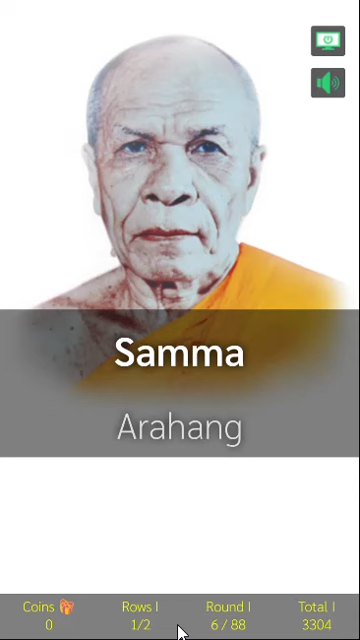 Samma
Arahang
Coins Rows I Round I Total I
0 1/2 6 / 88 3304